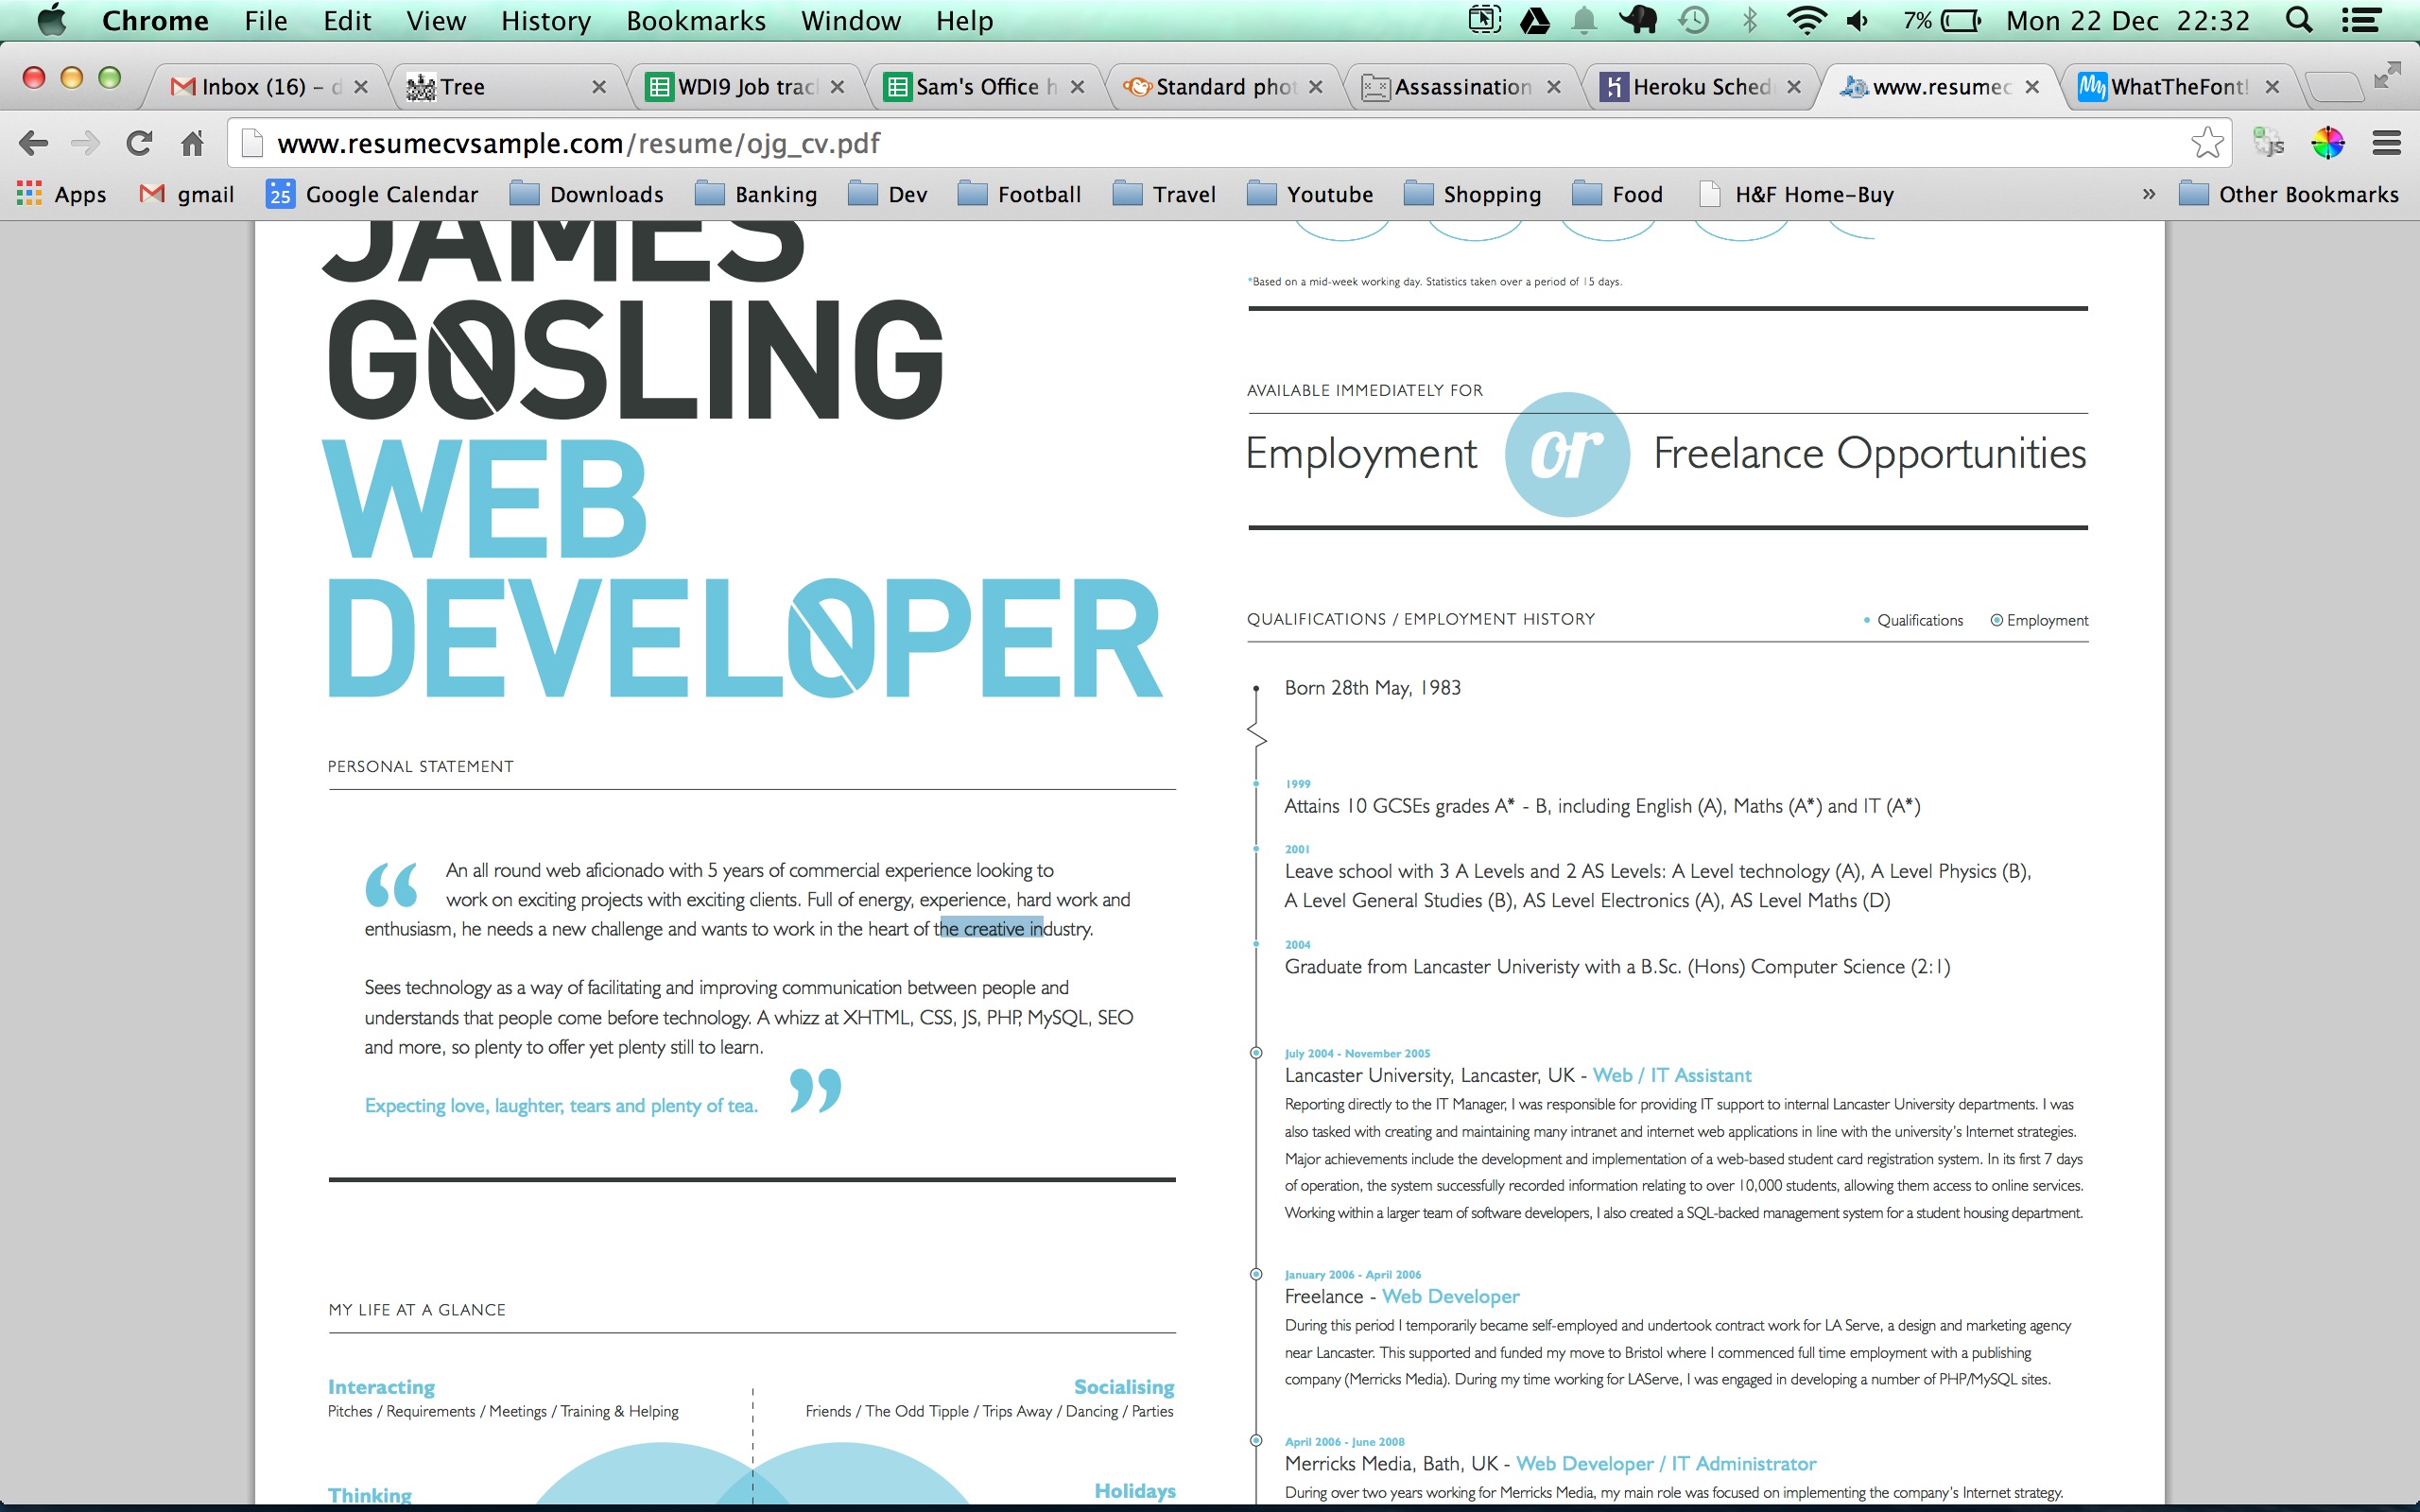 Chrome File Edit View History Bookmarks Window Help 7% Mon 22 Dec 22:32
Inbox (16) – d Tree WDI9 Job trac Sam's Office h Standard phot Assassination Heroku Sched www.resumec WhatTheFont!
www.resumecvsample.com/resume/ojg_cv.pdf
Apps gmail 25 Google Calendar Downloads Banking Dev Football Travel Youtube Shopping Food H&F Home-Buy » Other Bookmarks
JAMES
GOSLING
WEB
DEVELOPER
PERSONAL STATEMENT
“ An all round web aficionado with 5 years of commercial experience looking to
work on exciting projects with exciting clients. Full of energy, experience, hard work and
enthusiasm, he needs a new challenge and wants to work in the heart of the creative industry.
Sees technology as a way of facilitating and improving communication between people and
understands that people come before technology. A whizz at XHTML, CSS, JS, PHP, MySQL, SEO
and more, so plenty to offer yet plenty still to learn.
Expecting love, laughter, tears and plenty of tea. ”
MY LIFE AT A GLANCE
Interacting Socialising
Pitches / Requirements / Meetings / Training & Helping Friends / The Odd Tipple / Trips Away / Dancing / Parties
Thinking Holidays
*Based on a mid-week working day. Statistics taken over a period of 15 days.
AVAILABLE IMMEDIATELY FOR
Employment or Freelance Opportunities
QUALIFICATIONS / EMPLOYMENT HISTORY Qualifications Employment
Born 28th May, 1983
1999
Attains 10 GCSEs grades A* - B, including English (A), Maths (A*) and IT (A*)
2001
Leave school with 3 A Levels and 2 AS Levels: A Level technology (A), A Level Physics (B),
A Level General Studies (B), AS Level Electronics (A), AS Level Maths (D)
2004
Graduate from Lancaster Univeristy with a B.Sc. (Hons) Computer Science (2:1)
July 2004 - November 2005
Lancaster University, Lancaster, UK - Web / IT Assistant
Reporting directly to the IT Manager, I was responsible for providing IT support to internal Lancaster University departments. I was
also tasked with creating and maintaining many intranet and internet web applications in line with the university's Internet strategies.
Major achievements include the development and implementation of a web-based student card registration system. In its first 7 days
of operation, the system successfully recorded information relating to over 10,000 students, allowing them access to online services.
Working within a larger team of software developers, I also created a SQL-backed management system for a student housing department.
January 2006 - April 2006
Freelance - Web Developer
During this period I temporarily became self-employed and undertook contract work for LA Serve, a design and marketing agency
near Lancaster. This supported and funded my move to Bristol where I commenced full time employment with a publishing
company (Merricks Media). During my time working for LAServe, I was engaged in developing a number of PHP/MySQL sites.
April 2006 - June 2008
Merricks Media, Bath, UK - Web Developer / IT Administrator
During over two years working for Merricks Media, my main role was focused on implementing the company's Internet strategy.